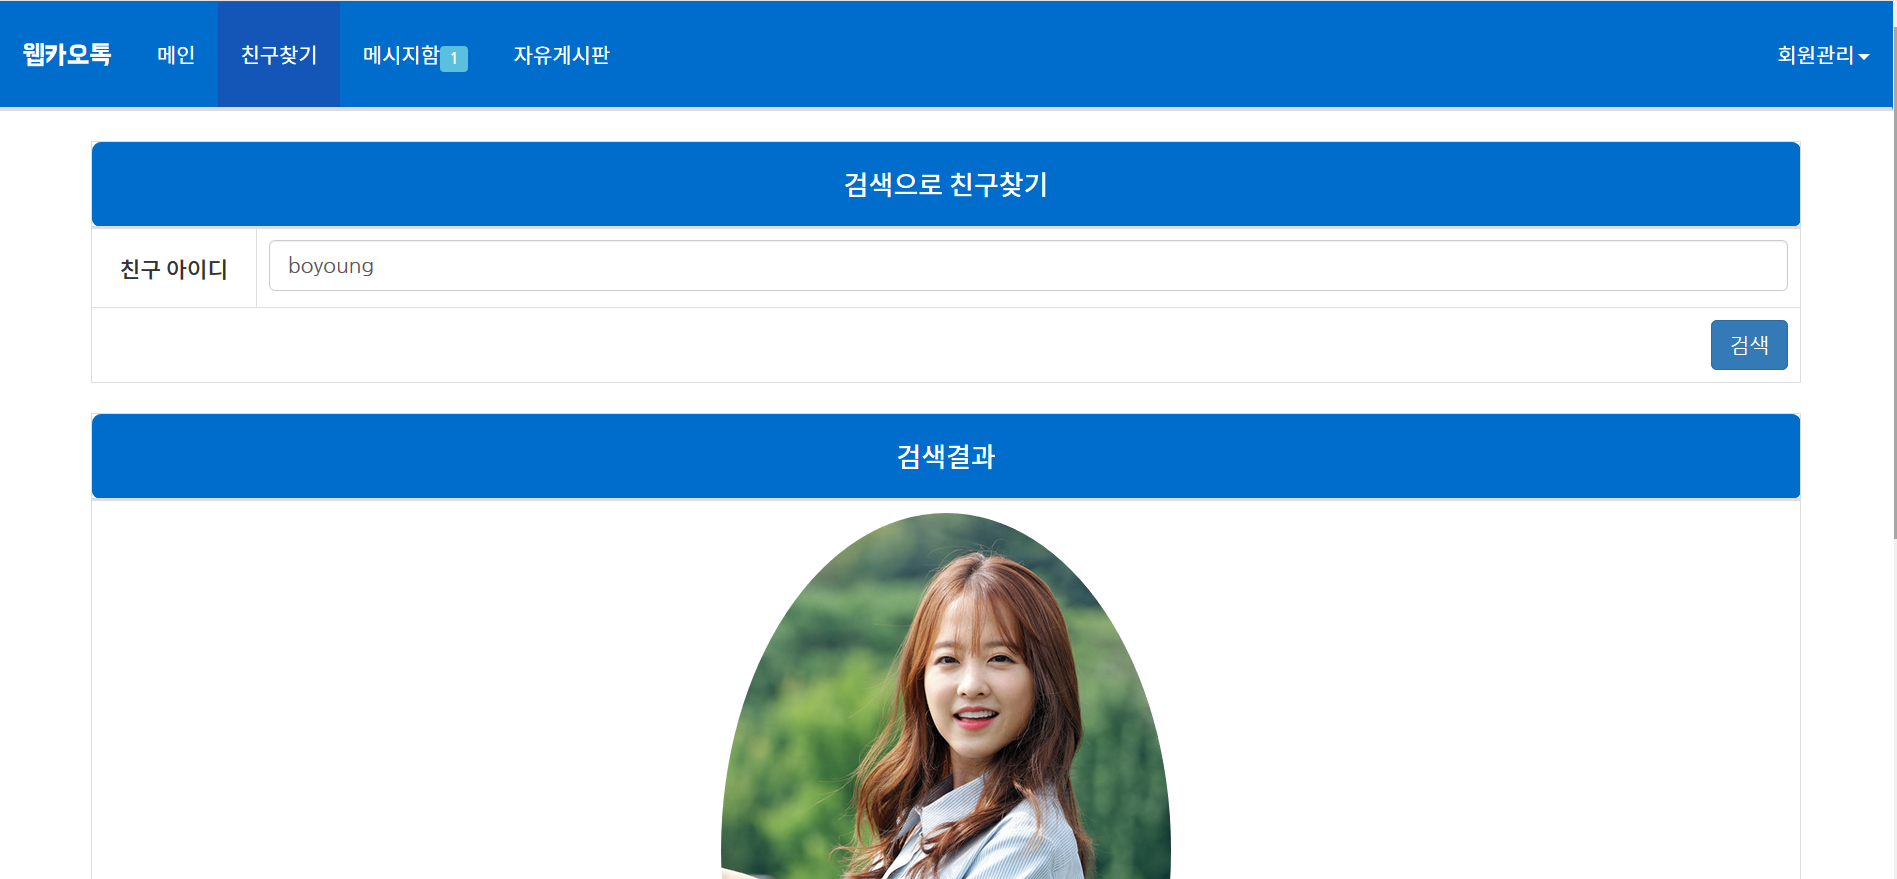 웹카오톡 메인 친구찾기 메시지함 1 자유게시판 회원관리
검색으로 친구찾기
친구 아이디 boyoung
검색
검색결과